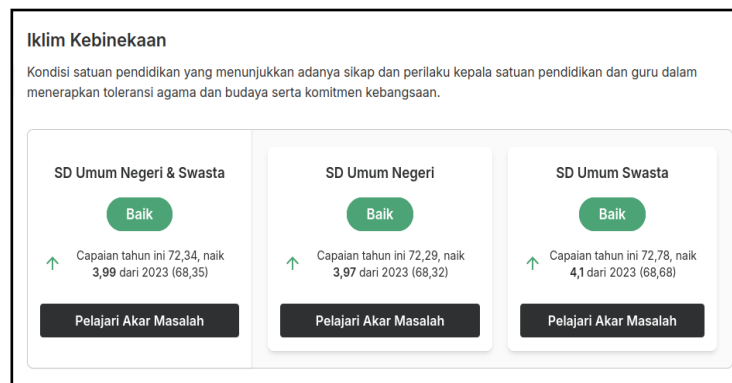 Iklim Kebinekaan
Kondisi satuan pendidikan yang menunjukkan adanya sikap dan perilaku kepala satuan pendidikan dan guru dalam
menerapkan toleransi agama dan budaya serta komitmen kebangsaan.
SD Umum Negeri & Swasta
Baik
Capaian tahun ini 72,34, naik
3,99 dari 2023 (68,35)
Pelajari Akar Masalah
SD Umum Negeri
Baik
Capaian tahun ini 72,29, naik
3,97 dari 2023 (68,32)
Pelajari Akar Masalah
SD Umum Swasta
Baik
Capaian tahun ini 72,78, naik
4,1 dari 2023 (68,68)
Pelajari Akar Masalah